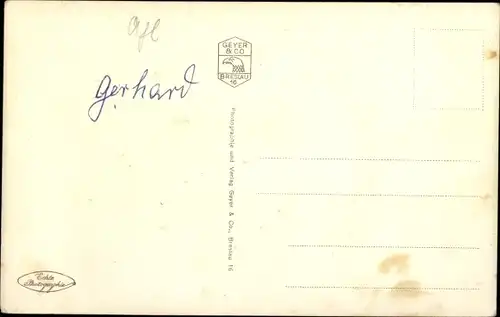 Gerhard
GEYER
& CO
BRESLAU
16
Photographie und Verlag Geyer & Co., Breslau 16
Echte
Photographie